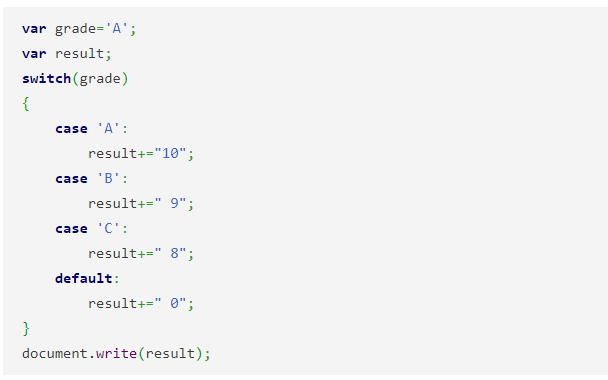 var grade='A';
var result;
switch(grade)
{
    case 'A':
        result+="10";
    case 'B':
        result+=" 9";
    case 'C':
        result+=" 8";
    default:
        result+=" 0";
}
document.write(result);